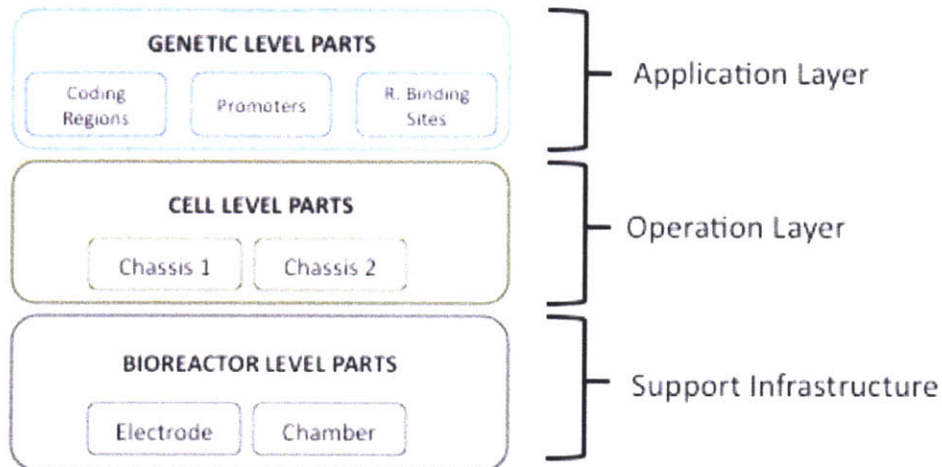 GENETIC LEVEL PARTS
Coding
Regions
Promoters
R. Binding
Sites
Application Layer
CELL LEVEL PARTS
Chassis 1
Chassis 2
Operation Layer
BIOREACTOR LEVEL PARTS
Electrode
Chamber
Support Infrastructure